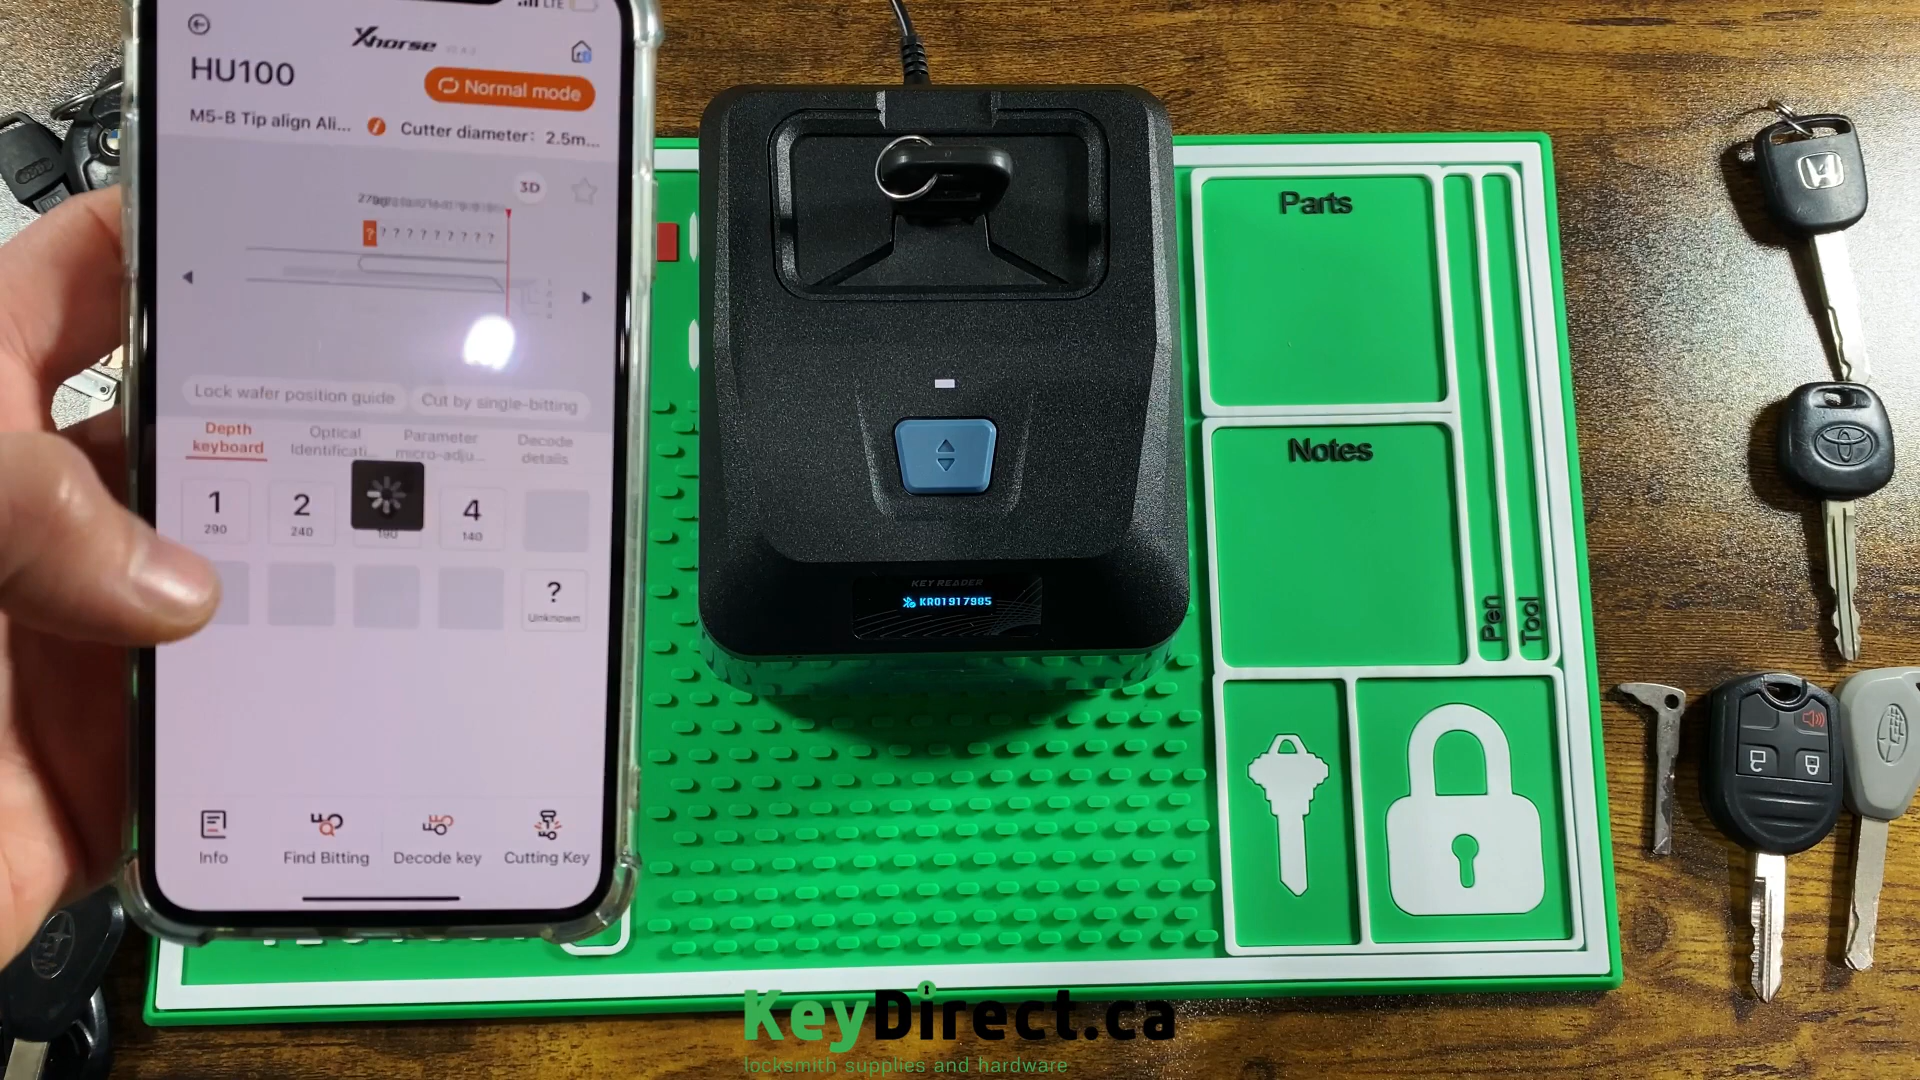 LTE
Xhorse
HU100
Normal mode
M5-B Tip align Ali...
Cutter diameter: 2.5m...
3D
? ? ? ? ? ? ? ? ? ?
Lock wafer position guide
Cut by single-bitting
Depth keyboard
Optical Identificati...
Parameter micro-adju...
Decode details
1
290
2
240
190
4
140
?
Unknown
Info
Find Bitting
Decode key
Cutting Key
KEY READER
KR01917985
Parts
Notes
Pen
Tool
KeyDirect.ca
locksmith supplies and hardware